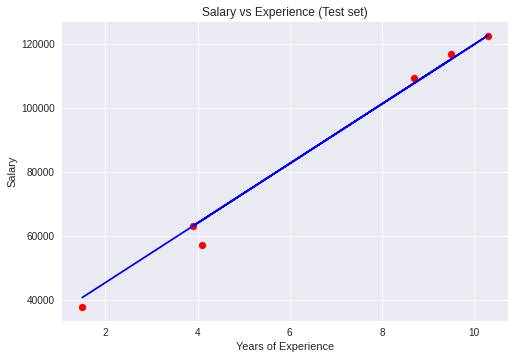 Salary vs Experience (Test set)
120000
100000
80000
60000
40000
Salary
2 4 6 8 10
Years of Experience